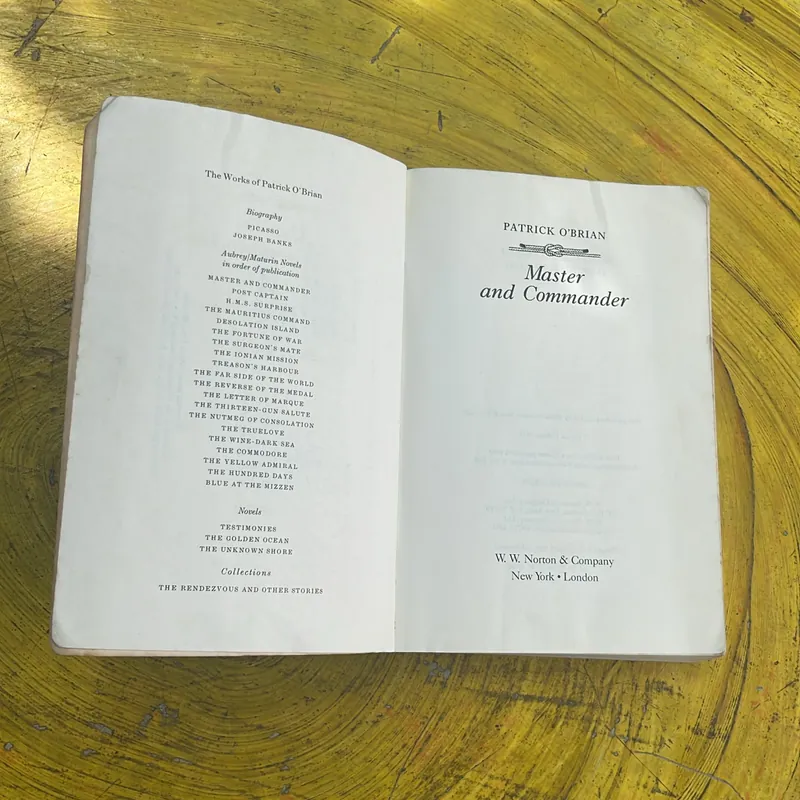 The Works of Patrick O'Brian
Biography
PICASSO
JOSEPH BANKS
Aubrey/Maturin Novels
in order of publication
MASTER AND COMMANDER
POST CAPTAIN
H.M.S. SURPRISE
THE MAURITIUS COMMAND
DESOLATION ISLAND
THE FORTUNE OF WAR
THE SURGEON'S MATE
THE IONIAN MISSION
TREASON'S HARBOUR
THE FAR SIDE OF THE WORLD
THE REVERSE OF THE MEDAL
THE LETTER OF MARQUE
THE THIRTEEN-GUN SALUTE
THE NUTMEG OF CONSOLATION
THE TRUELOVE
THE WINE-DARK SEA
THE COMMODORE
THE YELLOW ADMIRAL
THE HUNDRED DAYS
BLUE AT THE MIZZEN
Novels
TESTIMONIES
THE GOLDEN OCEAN
THE UNKNOWN SHORE
Collections
THE RENDEZVOUS AND OTHER STORIES
PATRICK O'BRIAN
Master
and Commander
W. W. Norton & Company
New York • London